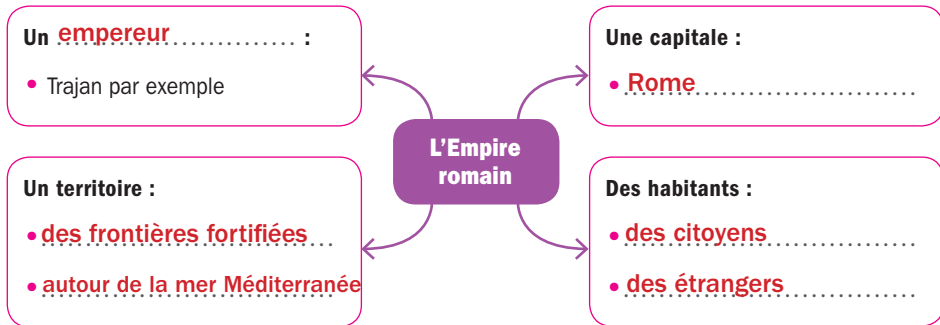 Un empereur :
• Trajan par exemple
Une capitale :
• Rome
L'Empire
romain
Un territoire :
• des frontières fortifiées
• autour de la mer Méditerranée
Des habitants :
• des citoyens
• des étrangers